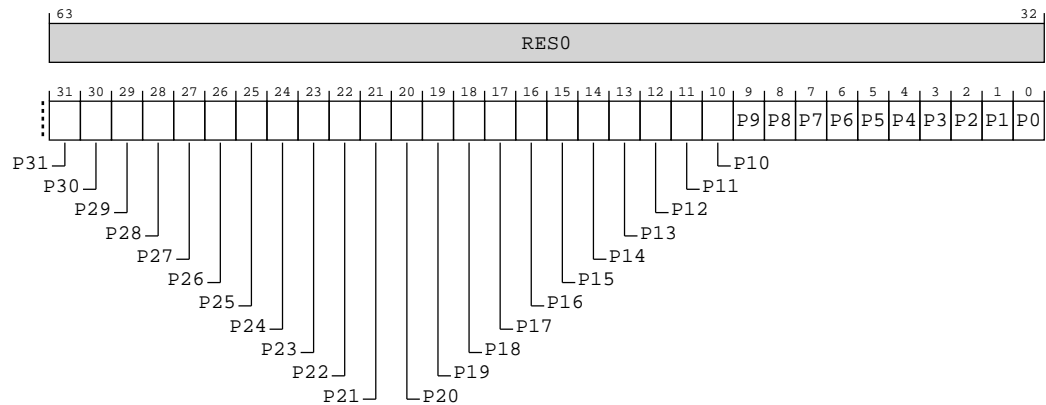 63 32
RES0
31 30 29 28 27 26 25 24 23 22 21 20 19 18 17 16 15 14 13 12 11 10 9 8 7 6 5 4 3 2 1 0
P9 P8 P7 P6 P5 P4 P3 P2 P1 P0
P31 P10
P30 P11
P29 P12
P28 P13
P27 P14
P26 P15
P25 P16
P24 P17
P23 P18
P22 P19
P21 P20